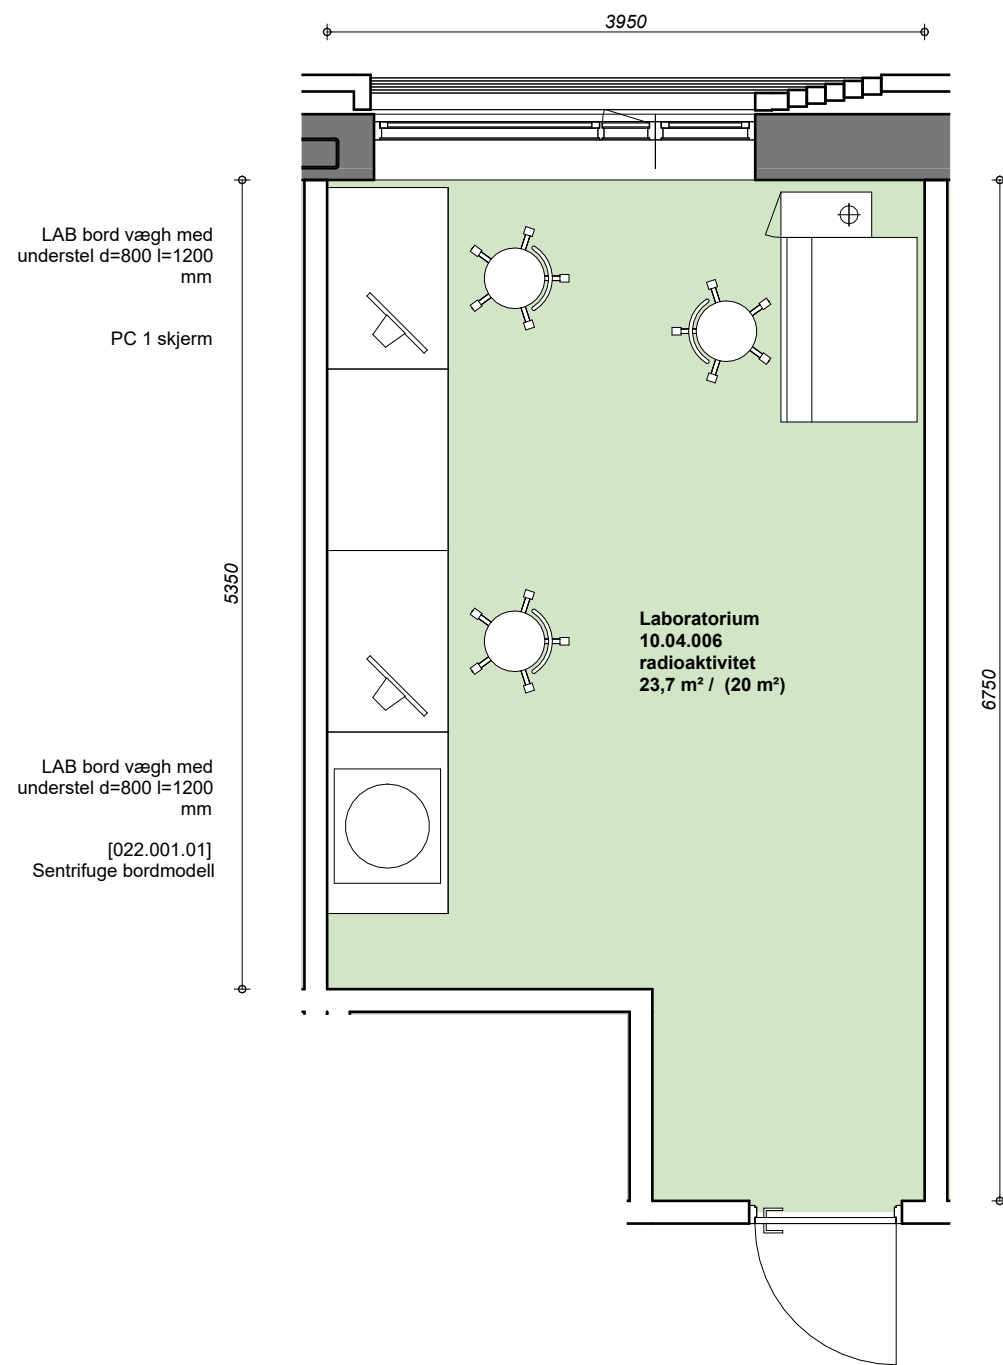 3950
LAB bord vægh med
understel d=800 l=1200
mm
PC 1 skjerm
5350
Laboratorium
10.04.006
radioaktivitet
23,7 m² / (20 m²)
6750
LAB bord vægh med
understel d=800 l=1200
mm
[022.001.01]
Sentrifuge bordmodell